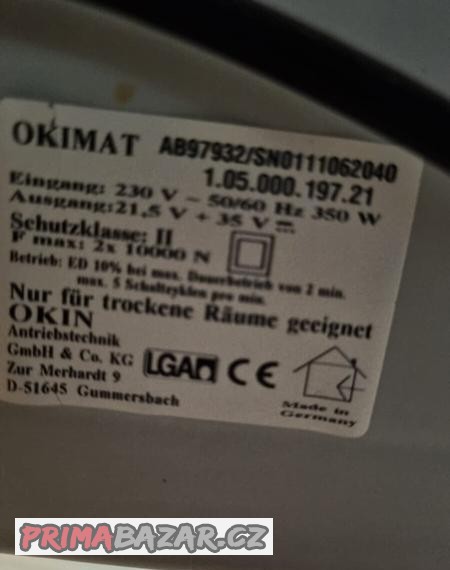 OKIMAT AB97932/SN0111062040
1.05.000.197.21
Eingang: 230 V ~ 50/60 Hz 350 W
Ausgang: 21,5 V + 35 V
Schutzklasse: II
F max: 2x 10000 N
Betrieb: ED 10% bei max. Dauerbetrieb von 2 min.
max. 5 Schaltzyklen pro min.
Nur für trockene Räume geeignet
OKIN
Antriebstechnik
GmbH & Co. KG
Zur Merhardt 9
D-51645 Gummersbach
LGA CE
Made in
Germany
PRIMABAZAR.CZ